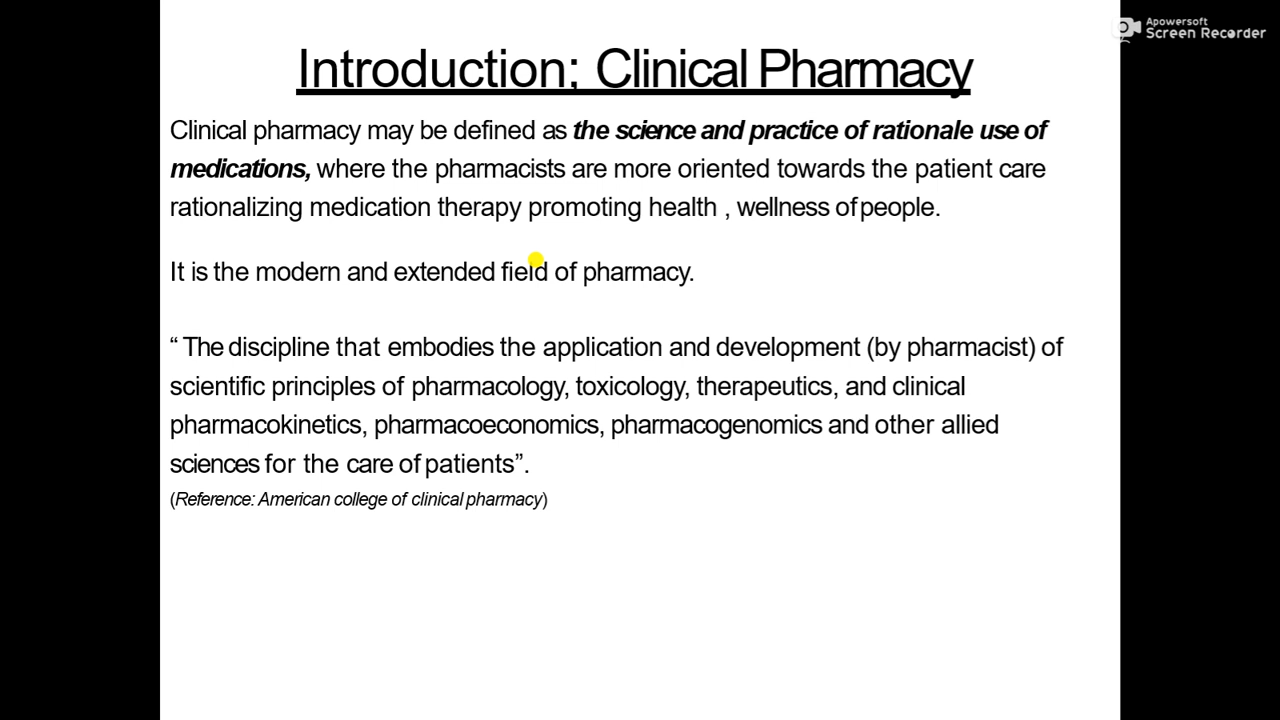 Apowersoft
Screen Recorder
Introduction; Clinical Pharmacy
Clinical pharmacy may be defined as the science and practice of rationale use of
medications, where the pharmacists are more oriented towards the patient care
rationalizing medication therapy promoting health , wellness of people.
It is the modern and extended field of pharmacy.
“ The discipline that embodies the application and development (by pharmacist) of
scientific principles of pharmacology, toxicology, therapeutics, and clinical
pharmacokinetics, pharmacoeconomics, pharmacogenomics and other allied
sciences for the care of patients”.
(Reference: American college of clinical pharmacy)